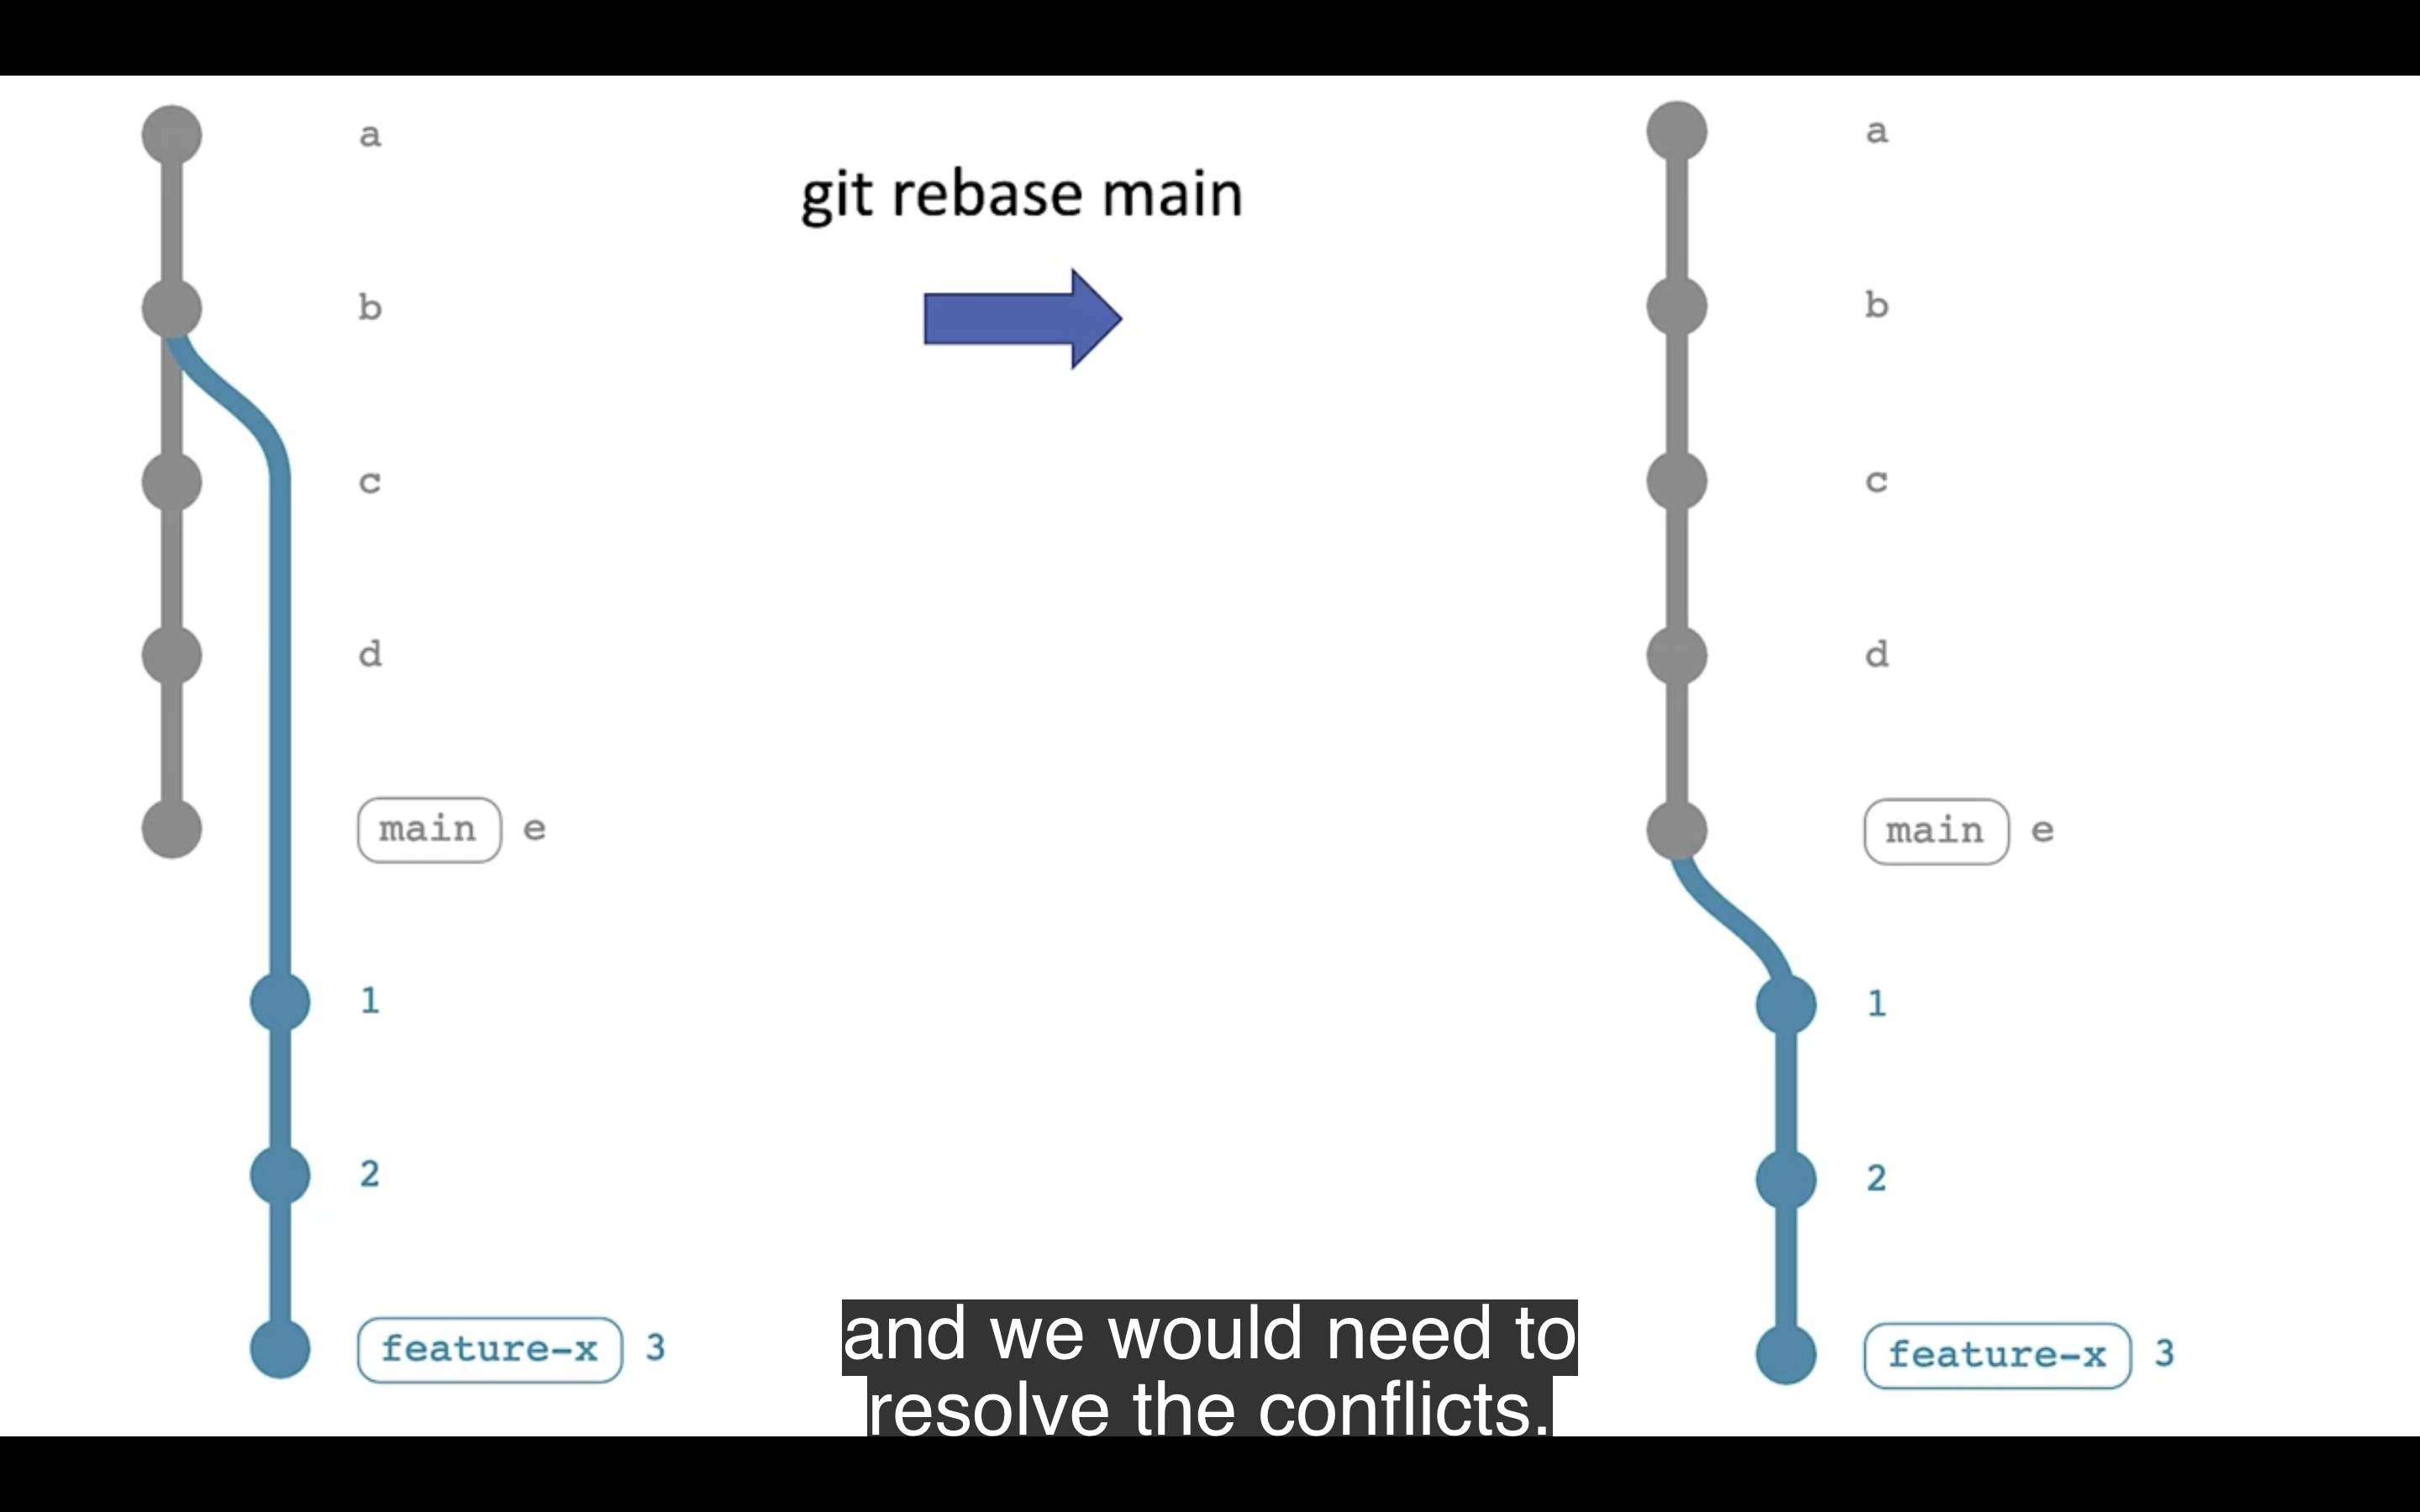 a
b
c
d
main e
1
2
feature-x 3
git rebase main
a
b
c
d
main e
1
2
feature-x 3
and we would need to
resolve the conflicts.